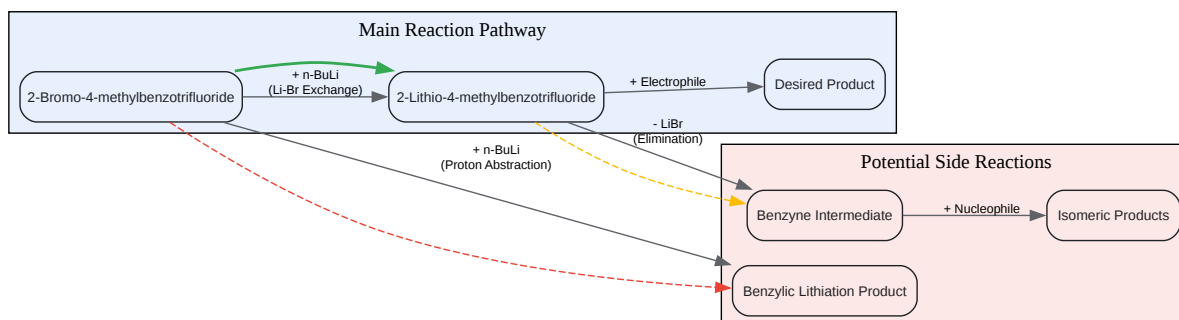 Main Reaction Pathway
2-Bromo-4-methylbenzotrifluoride
+ n-BuLi
(Li-Br Exchange)
2-Lithio-4-methylbenzotrifluoride
+ Electrophile
Desired Product
- LiBr
(Elimination)
+ n-BuLi
(Proton Abstraction)
Potential Side Reactions
Benzyne Intermediate
+ Nucleophile
Isomeric Products
Benzylic Lithiation Product